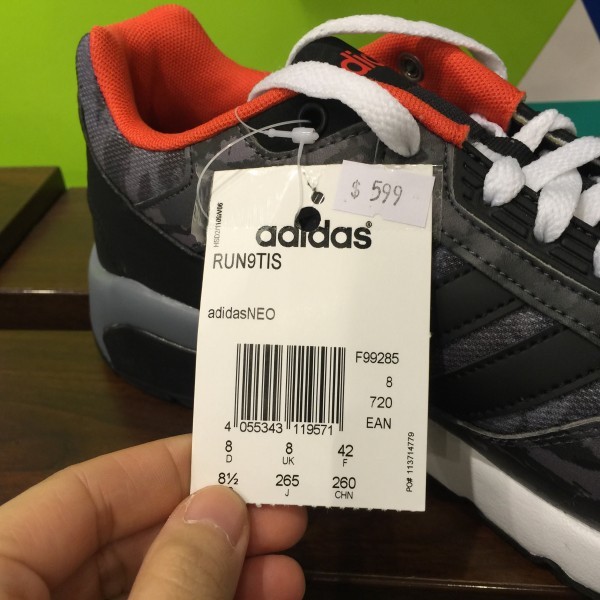 adidas
$ 599
adidas®
RUN9TIS
adidasNEO
F99285
8
720
EAN
4 055343 119571
8 8 42
D UK F
8½ 265 260
J CHN
PO# 113714779